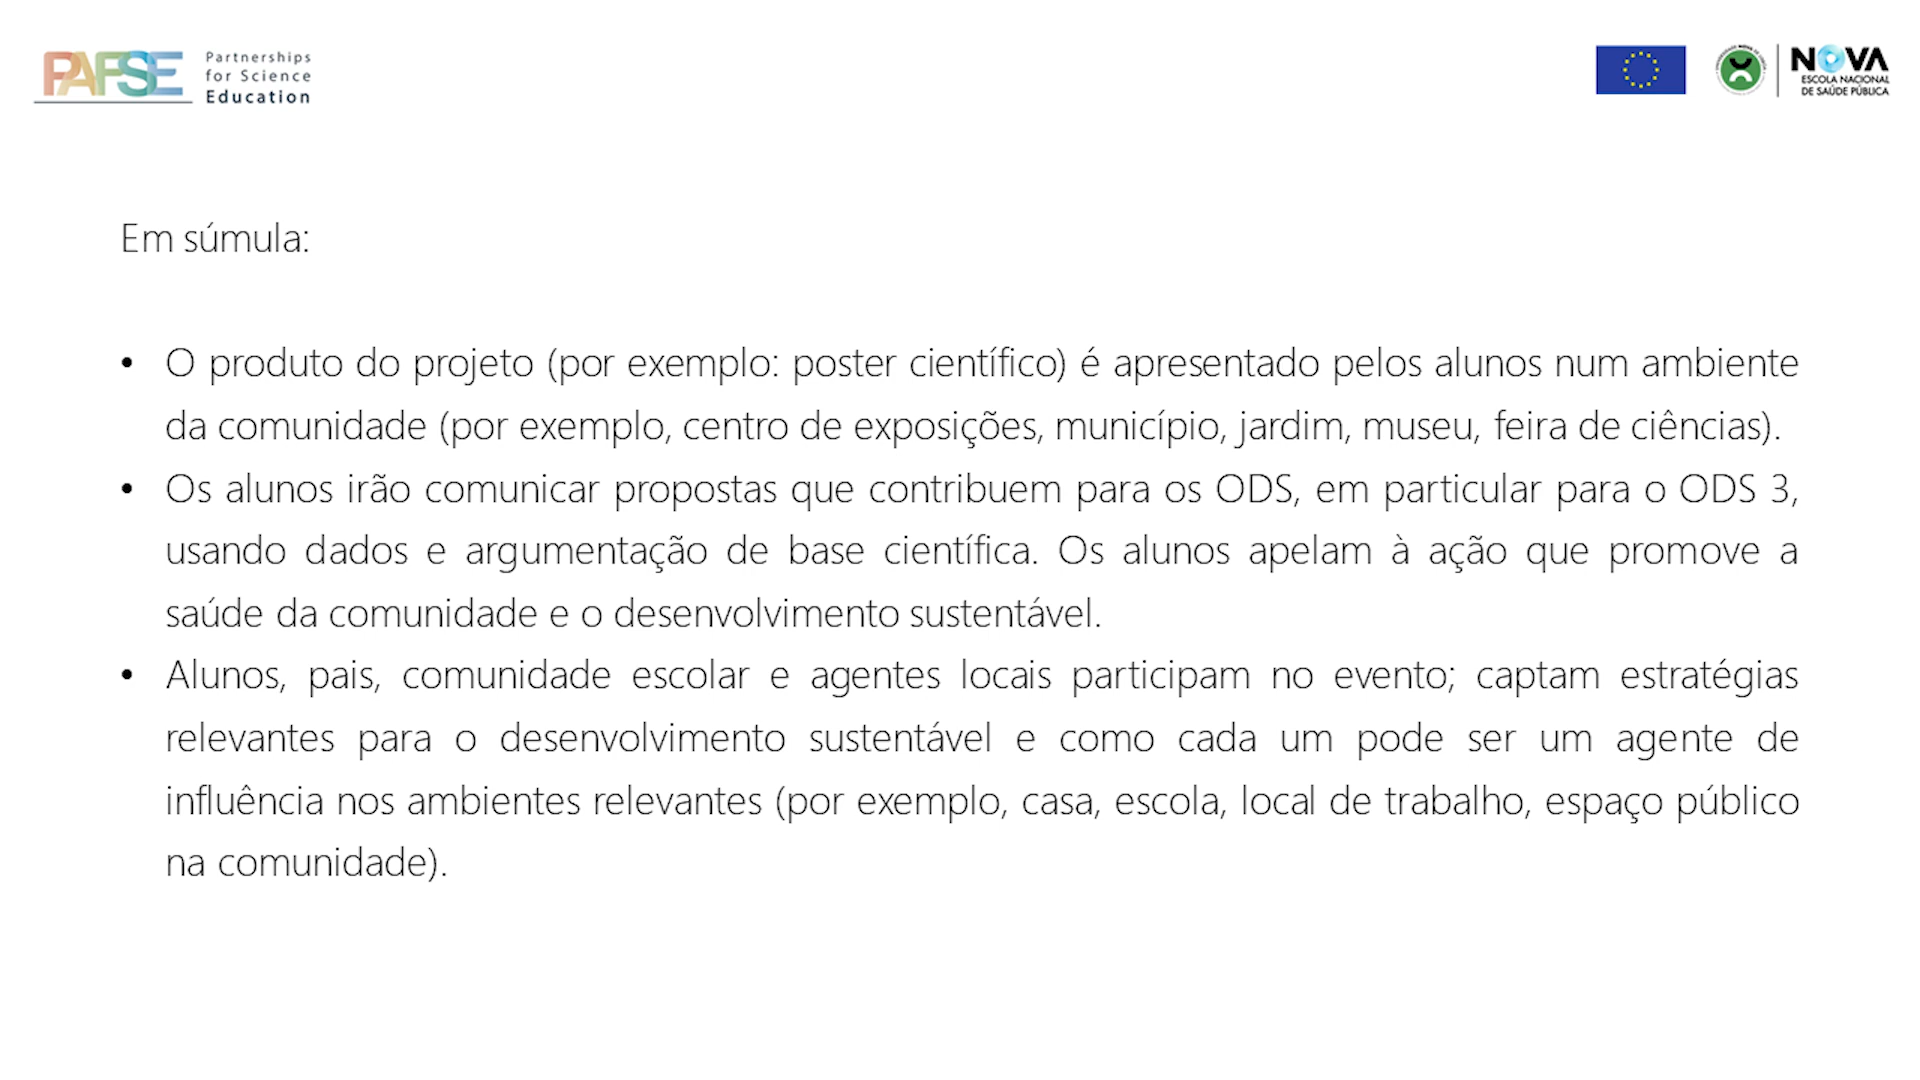 PAFSE
Partnerships
for Science
Education
NOVA
ESCOLA NACIONAL
DE SAÚDE PÚBLICA
Em súmula:
• O produto do projeto (por exemplo: poster científico) é apresentado pelos alunos num ambiente
da comunidade (por exemplo, centro de exposições, município, jardim, museu, feira de ciências).
• Os alunos irão comunicar propostas que contribuem para os ODS, em particular para o ODS 3,
usando dados e argumentação de base científica. Os alunos apelam à ação que promove a
saúde da comunidade e o desenvolvimento sustentável.
• Alunos, pais, comunidade escolar e agentes locais participam no evento; captam estratégias
relevantes para o desenvolvimento sustentável e como cada um pode ser um agente de
influência nos ambientes relevantes (por exemplo, casa, escola, local de trabalho, espaço público
na comunidade).